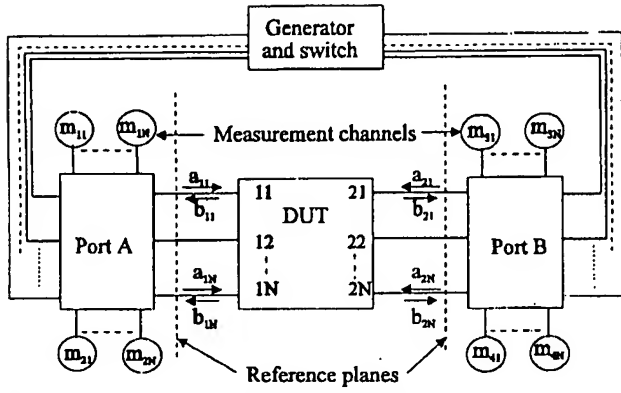 Generator
and switch
m₁₁ m₁N Measurement channels m₃₁ m₃N
a₁₁ a₂₁
11 21
b₁₁ DUT b₂₁
Port A 12 22 Port B
a₁N a₂N
1N 2N
b₁N b₂N
m₂₁ m₂N m₄₁ m₄N
Reference planes